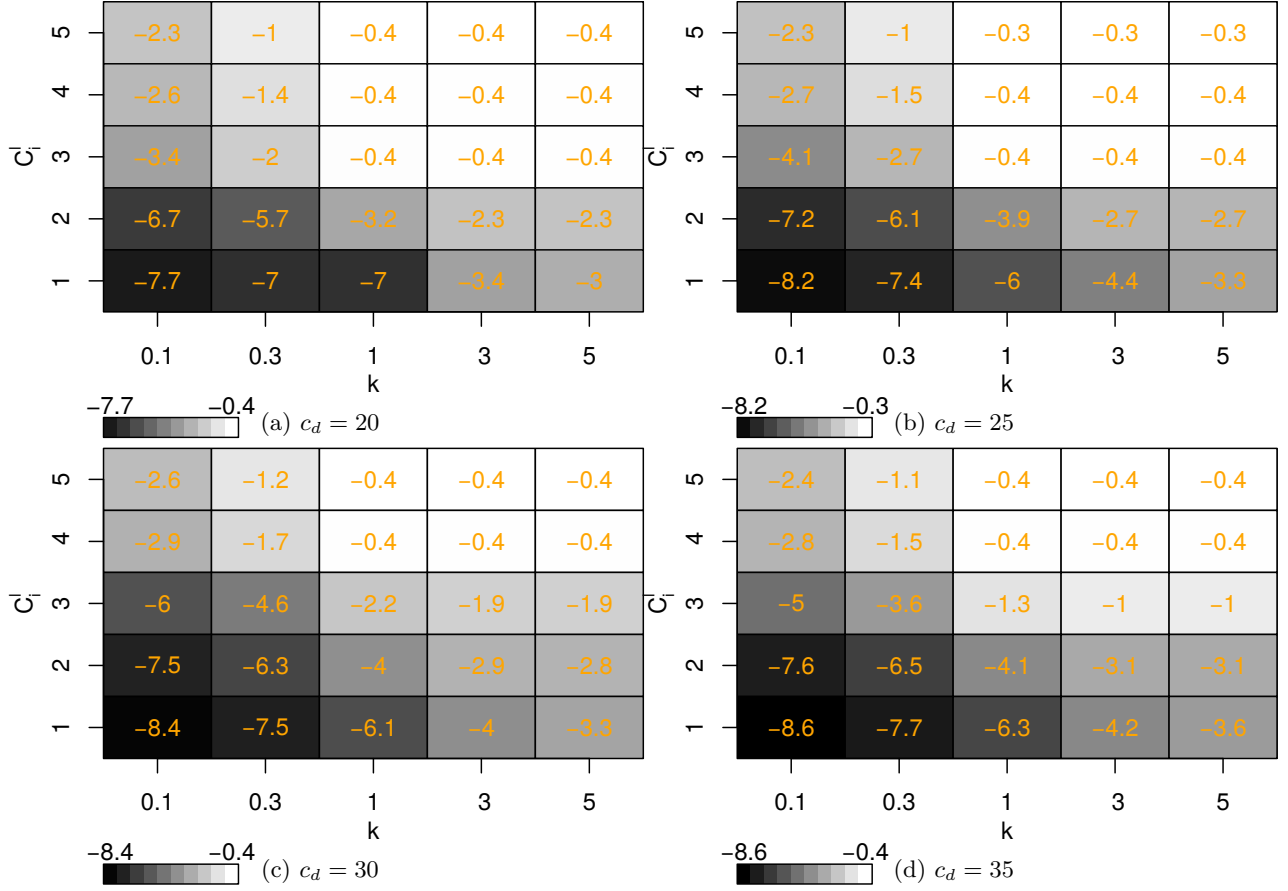 5 −2.3 −1 −0.4 −0.4 −0.4
4 −2.6 −1.4 −0.4 −0.4 −0.4
3 −3.4 −2 −0.4 −0.4 −0.4
2 −6.7 −5.7 −3.2 −2.3 −2.3
1 −7.7 −7 −7 −3.4 −3
C_i^l
0.1 0.3 1 3 5
k
−7.7 −0.4
(a) c_d = 20
5 −2.3 −1 −0.3 −0.3 −0.3
4 −2.7 −1.5 −0.4 −0.4 −0.4
3 −4.1 −2.7 −0.4 −0.4 −0.4
2 −7.2 −6.1 −3.9 −2.7 −2.7
1 −8.2 −7.4 −6 −4.4 −3.3
C_i^l
0.1 0.3 1 3 5
k
−8.2 −0.3
(b) c_d = 25
5 −2.6 −1.2 −0.4 −0.4 −0.4
4 −2.9 −1.7 −0.4 −0.4 −0.4
3 −6 −4.6 −2.2 −1.9 −1.9
2 −7.5 −6.3 −4 −2.9 −2.8
1 −8.4 −7.5 −6.1 −4 −3.3
C_i^l
0.1 0.3 1 3 5
k
−8.4 −0.4
(c) c_d = 30
5 −2.4 −1.1 −0.4 −0.4 −0.4
4 −2.8 −1.5 −0.4 −0.4 −0.4
3 −5 −3.6 −1.3 −1 −1
2 −7.6 −6.5 −4.1 −3.1 −3.1
1 −8.6 −7.7 −6.3 −4.2 −3.6
C_i^l
0.1 0.3 1 3 5
k
−8.6 −0.4
(d) c_d = 35